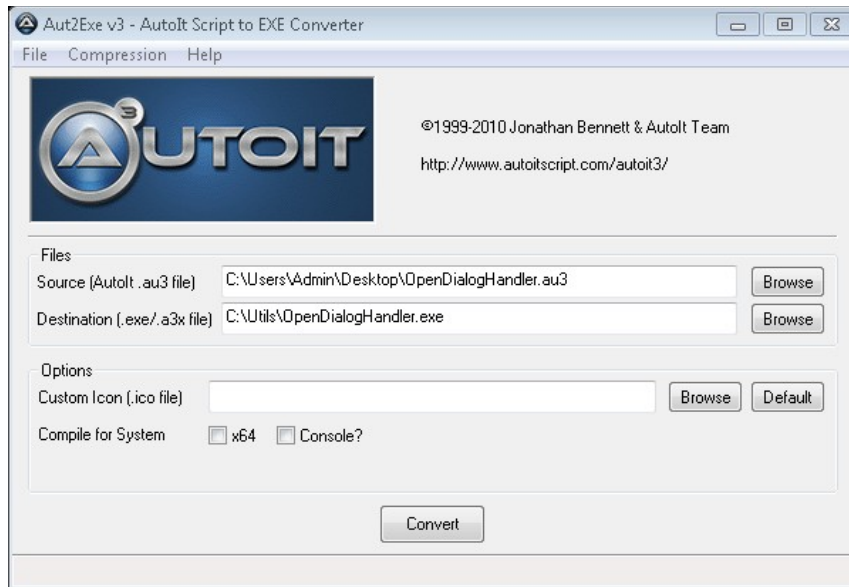 Aut2Exe v3 - AutoIt Script to EXE Converter
File Compression Help
3
AUTOIT
©1999-2010 Jonathan Bennett & AutoIt Team
http://www.autoitscript.com/autoit3/
Files
Source (AutoIt .au3 file) C:\Users\Admin\Desktop\OpenDialogHandler.au3 Browse
Destination (.exe/.a3x file) C:\Utils\OpenDialogHandler.exe Browse
Options
Custom Icon (.ico file) Browse Default
Compile for System x64 Console?
Convert